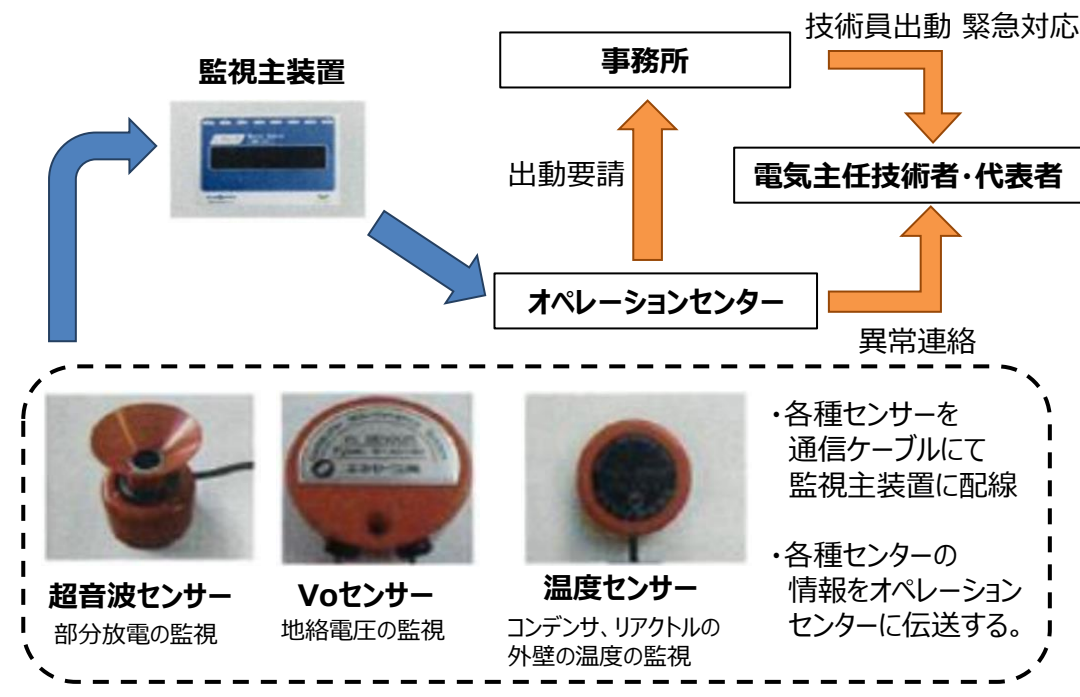 技術員出動 緊急対応
監視主装置
事務所
出動要請
電気主任技術者・代表者
オペレーションセンター
異常連絡
・各種センサーを
通信ケーブルにて
監視主装置に配線
・各種センターの
情報をオペレーション
センターに伝送する。
超音波センサー
部分放電の監視
Voセンサー
地絡電圧の監視
温度センサー
コンデンサ、リアクトルの
外壁の温度の監視